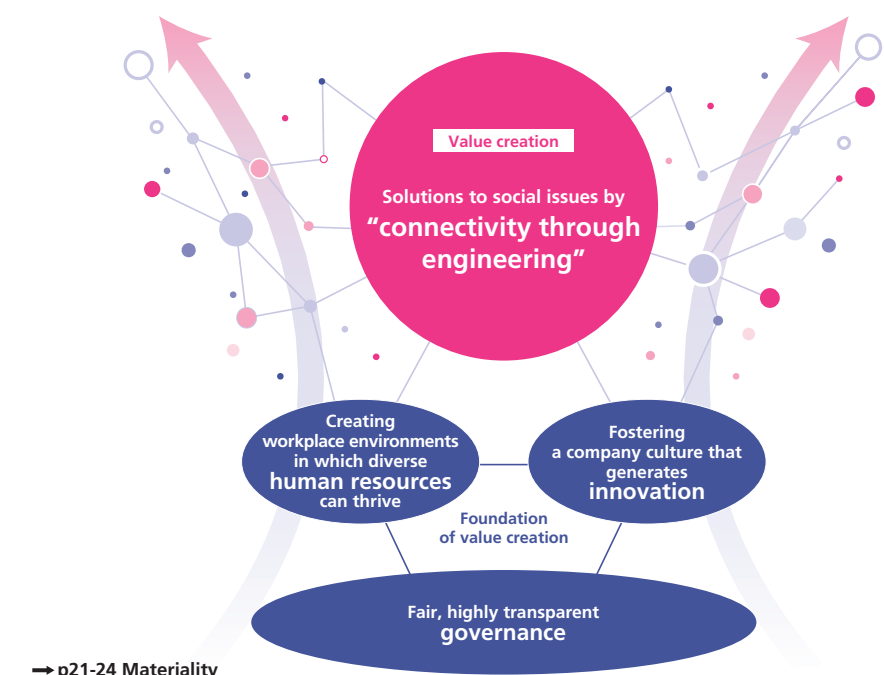 Value creation
Solutions to social issues by
“connectivity through
engineering”
Creating
workplace environments
in which diverse
human resources
can thrive
Fostering
a company culture that
generates
innovation
Foundation
of value creation
Fair, highly transparent
governance
→ p21-24 Materiality